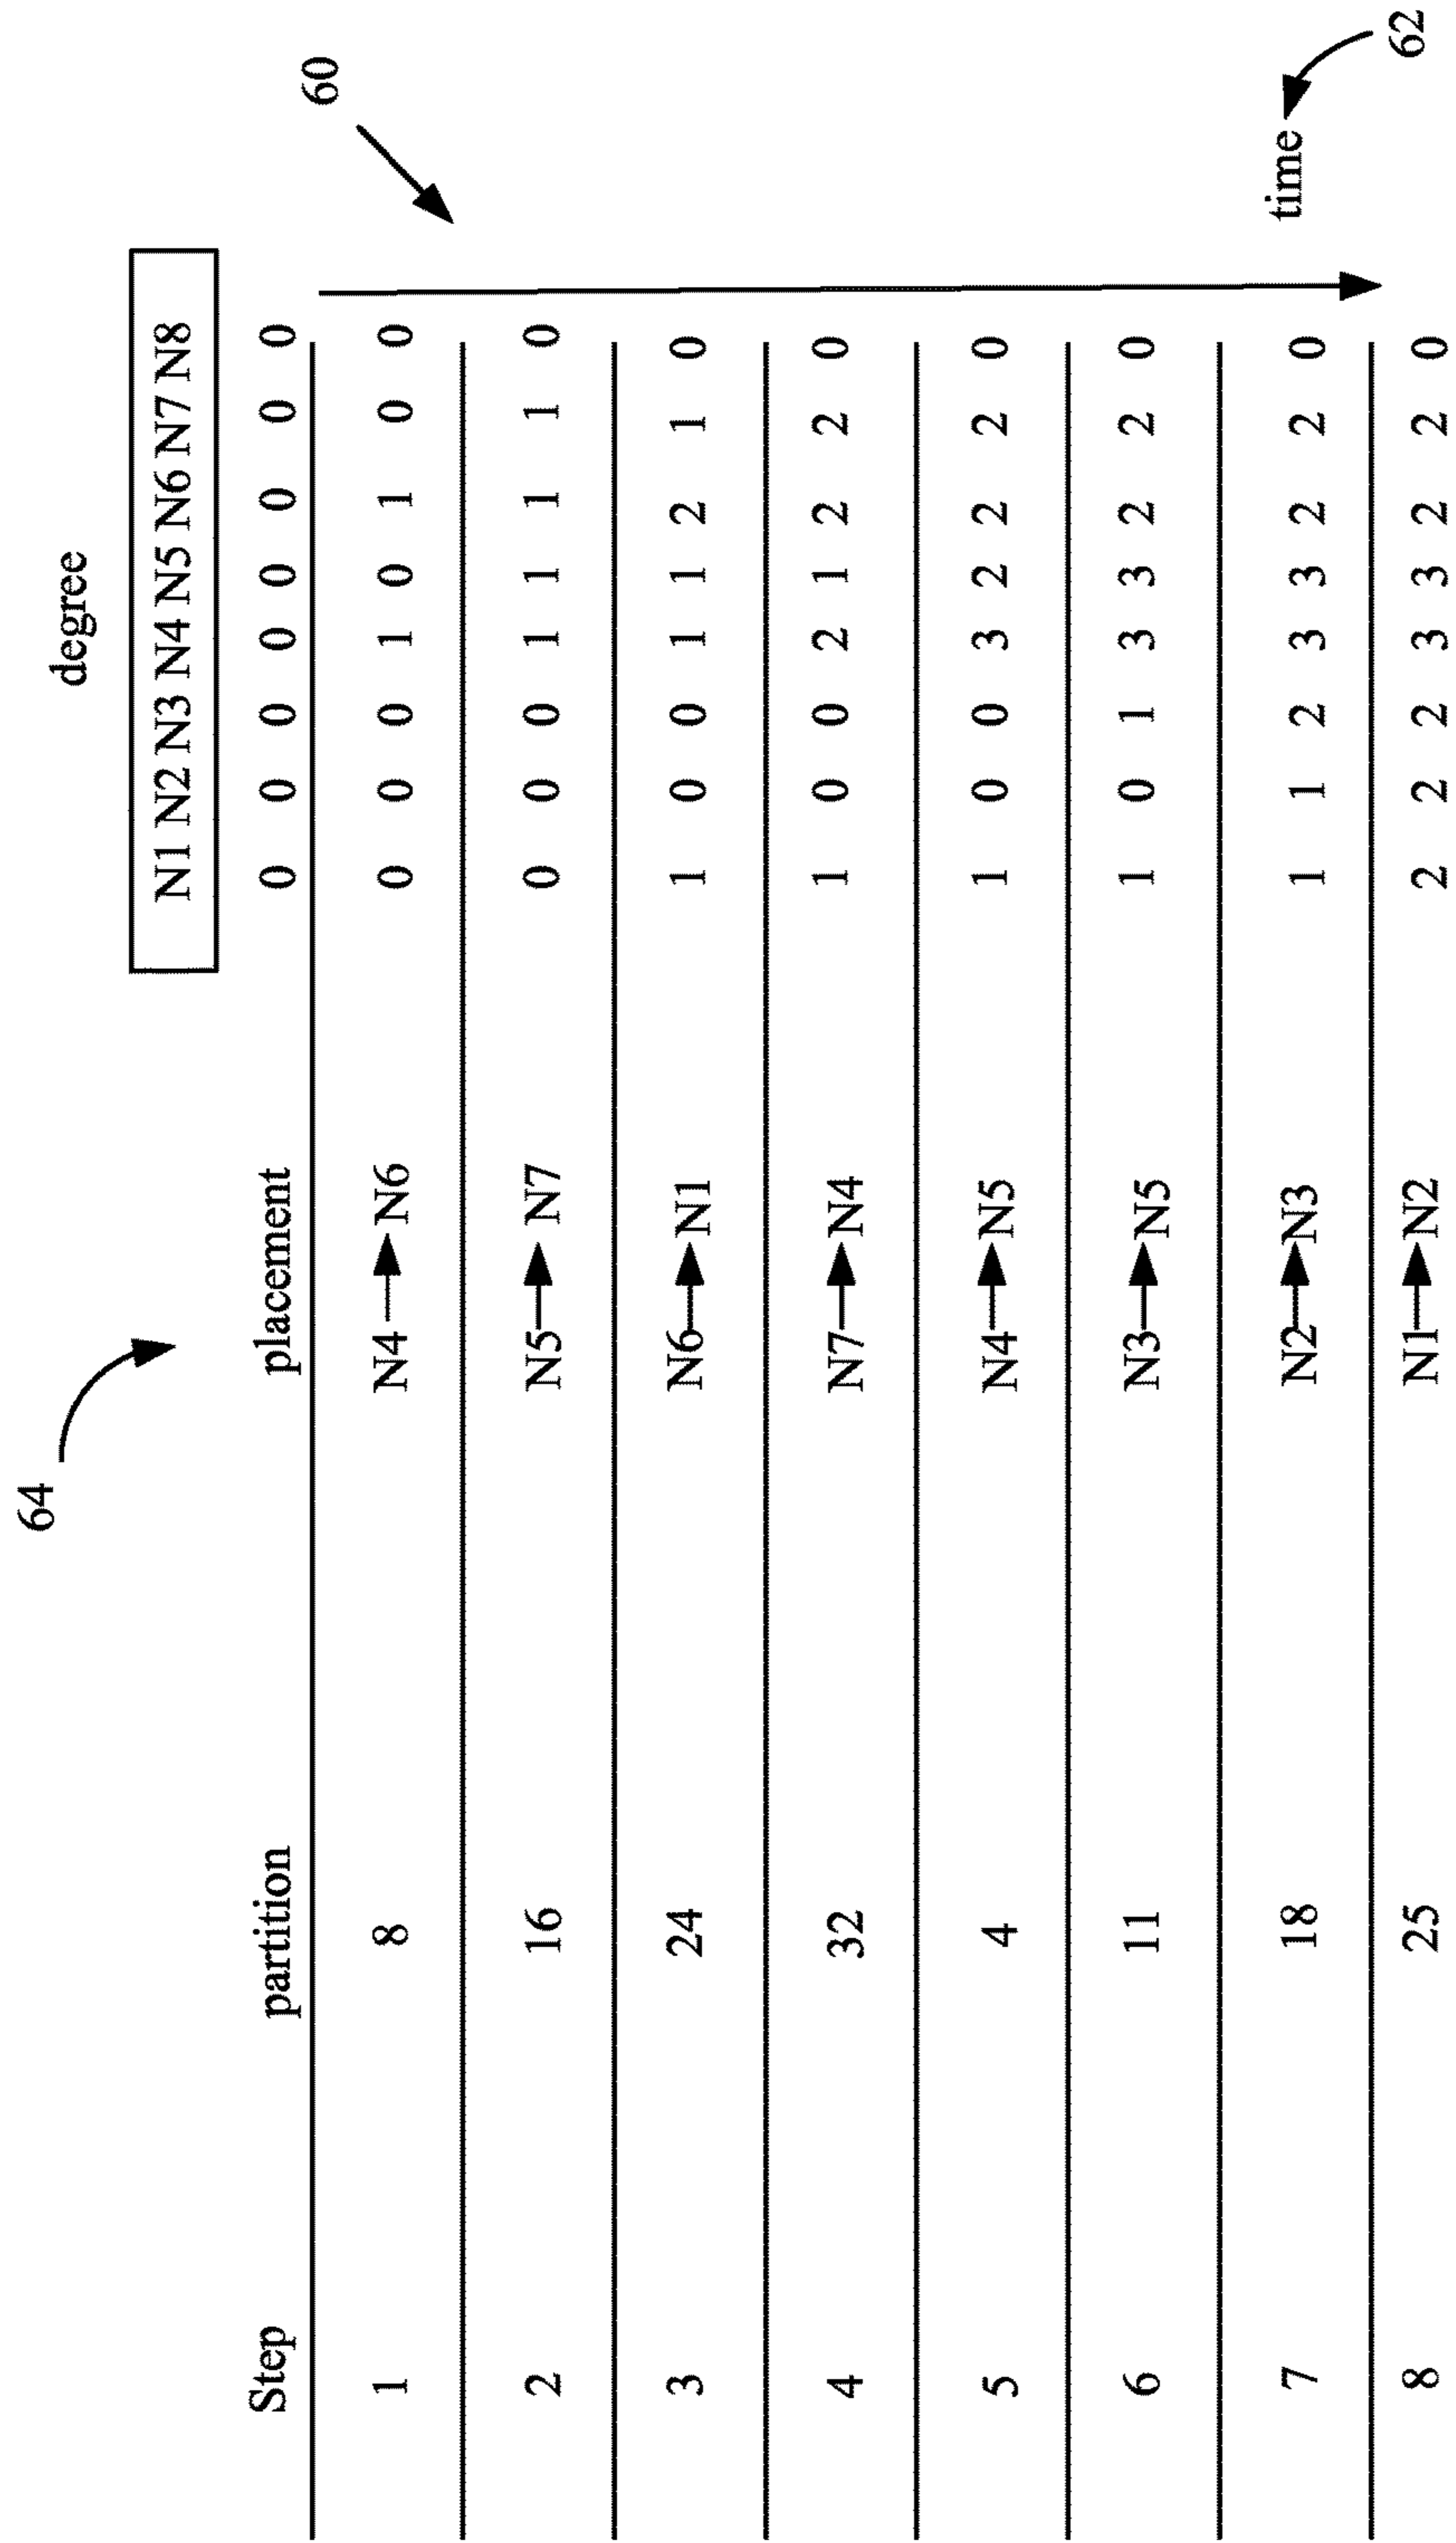 64
degree
60
N1 N2 N3 N4 N5 N6 N7 N8
Step partition placement 0 0 0 0 0 0 0 0
1 8 N4 → N6 0 0 0 1 0 1 0 0
2 16 N5 → N7 0 0 0 1 1 1 1 0
3 24 N6 → N1 1 0 0 1 1 2 1 0
4 32 N7 → N4 1 0 0 2 1 2 2 0
5 4 N4 → N5 1 0 0 3 2 2 2 0
6 11 N3 → N5 1 0 1 3 3 2 2 0
7 18 N2 → N3 1 1 2 3 3 2 2 0
time
8 25 N1 → N2 2 2 2 3 3 2 2 0
62